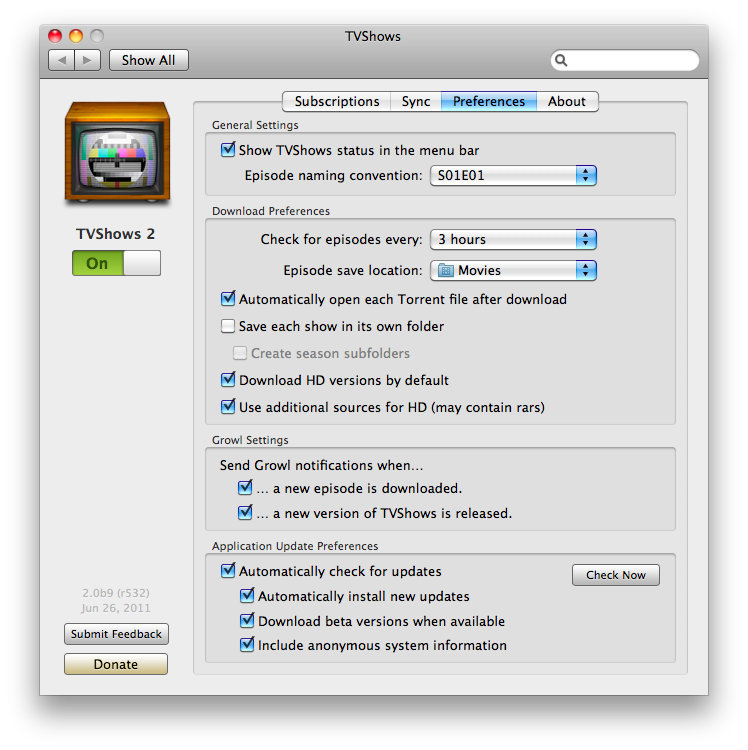 TVShows
Show All
Subscriptions Sync Preferences About
General Settings
Show TVShows status in the menu bar
Episode naming convention: S01E01
TVShows 2
On
Download Preferences
Check for episodes every: 3 hours
Episode save location: Movies
Automatically open each Torrent file after download
Save each show in its own folder
Create season subfolders
Download HD versions by default
Use additional sources for HD (may contain rars)
Growl Settings
Send Growl notifications when...
... a new episode is downloaded.
... a new version of TVShows is released.
Application Update Preferences
Automatically check for updates Check Now
Automatically install new updates
Download beta versions when available
Include anonymous system information
2.0b9 (r532)
Jun 26, 2011
Submit Feedback
Donate